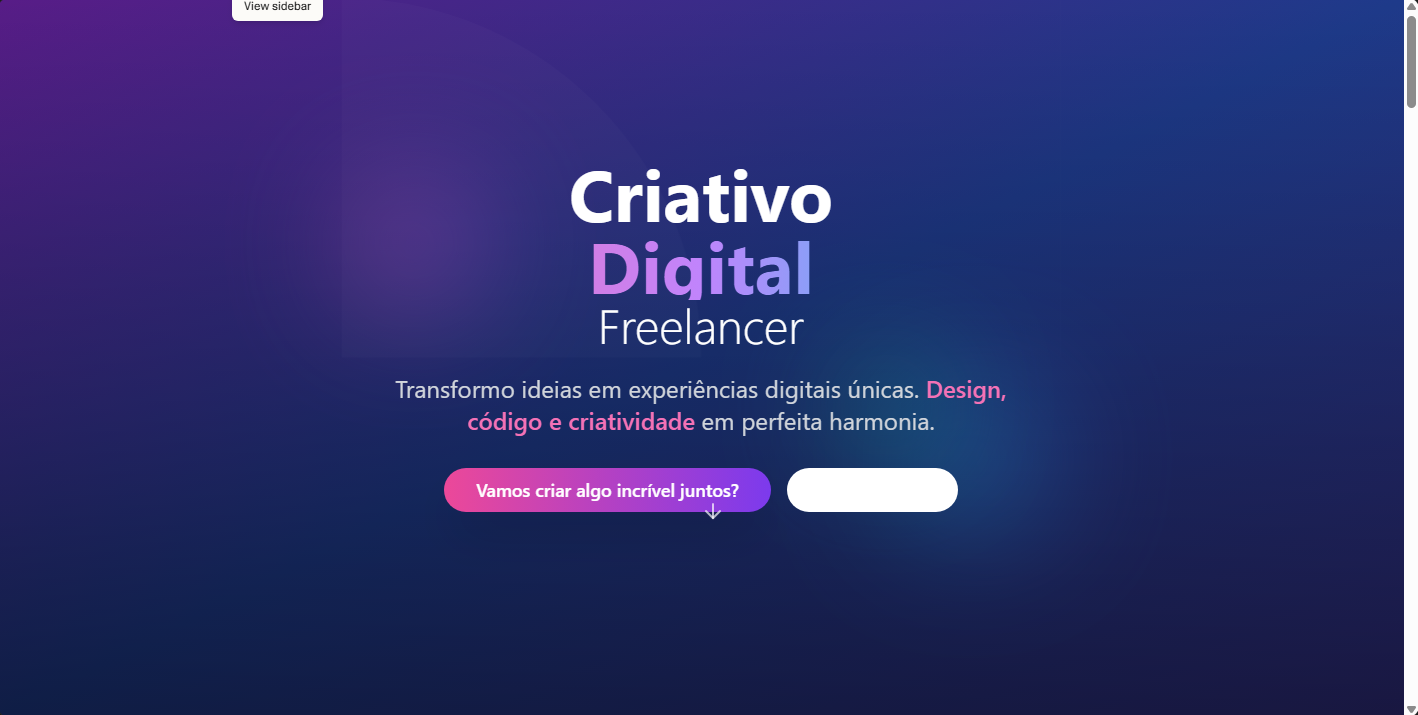 View sidebar
Criativo
Digital
Freelancer
Transformo ideias em experiências digitais únicas. Design,
código e criatividade em perfeita harmonia.
Vamos criar algo incrível juntos?